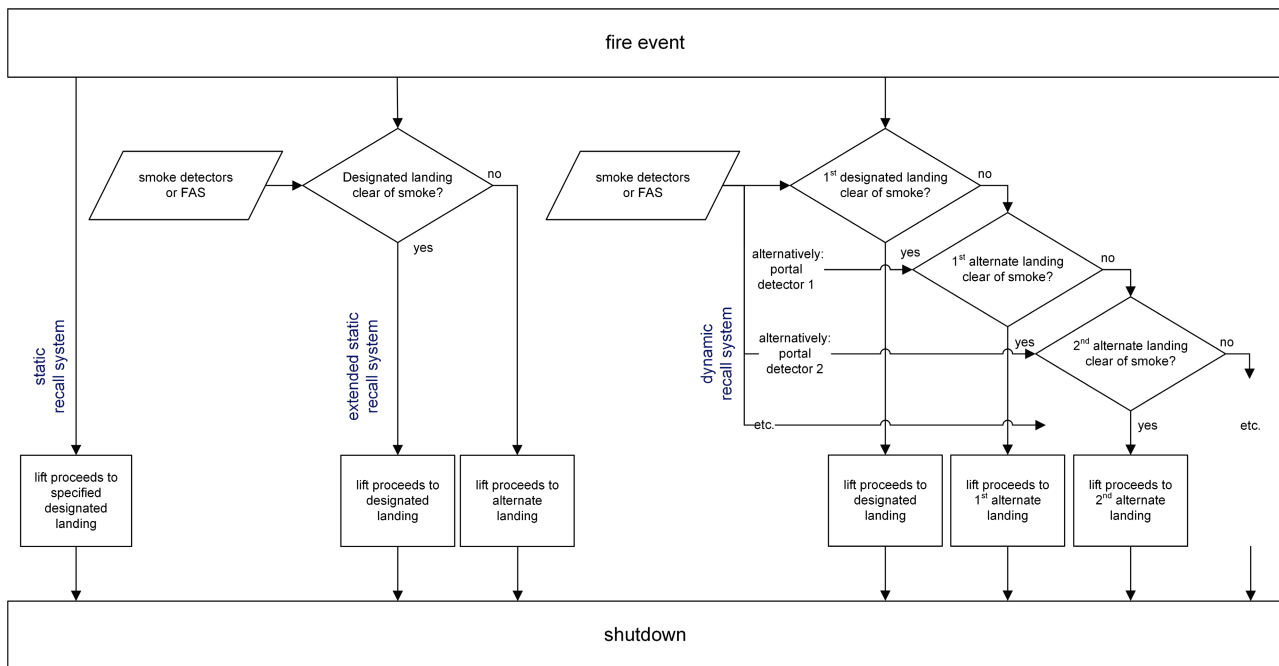 fire event
smoke detectors
or FAS
Designated landing
clear of smoke?
no
yes
smoke detectors
or FAS
1st designated landing
clear of smoke?
no
yes
alternatively:
portal
detector 1
1st alternate landing
clear of smoke?
no
yes
alternatively:
portal
detector 2
2nd alternate landing
clear of smoke?
no
yes
etc.
etc.
static
recall system
extended static
recall system
dynamic
recall system
lift proceeds to
specified
designated
landing
lift proceeds to
designated
landing
lift proceeds to
alternate
landing
lift proceeds to
designated
landing
lift proceeds to
1st alternate
landing
lift proceeds to
2nd alternate
landing
shutdown